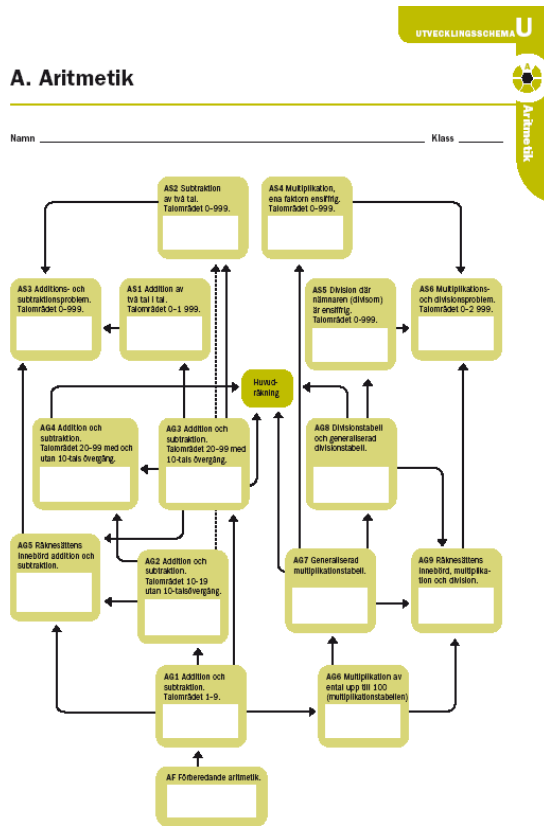 UTVECKLINGSSCHEMA U
A
Aritmetik
A. Aritmetik
Namn
Klass
AS2 Subtraktion
av två tal.
Talområdet 0–999.
AS4 Multiplikation,
ena faktorn ensiffrig.
Talområdet 0–999.
AS3 Additions- och
subtraktionsproblem.
Talområdet 0–999.
AS1 Addition av
två tal i tal.
Talområdet 0–1 999.
AS5 Division där
nämnaren (divisorn)
är ensiffrig.
Talområdet 0-999.
AS6 Multiplikations-
och divisionsproblem.
Talområdet 0–2 999.
Huvud-
räkning
AG4 Addition och
subtraktion.
Talområdet 20–99 med och
utan 10-tals övergång.
AG3 Addition och
subtraktion.
Talområdet 20–99 med
10-tals övergång.
AG8 Divisionstabell
och generaliserad
divisionstabell.
AG5 Räknesättens
innebörd addition och
subtraktion.
AG2 Addition och
subtraktion.
Talområdet 10-19
utan 10-talsövergång.
AG7 Generaliserad
multiplikationstabell.
AG9 Räknesättens
innebörd, multiplika-
tion och division.
AG1 Addition och
subtraktion.
Talområdet 1–9.
AG6 Multiplikation av
ental upp till 100
(multiplikationstabellen)
AF Förberedande aritmetik.